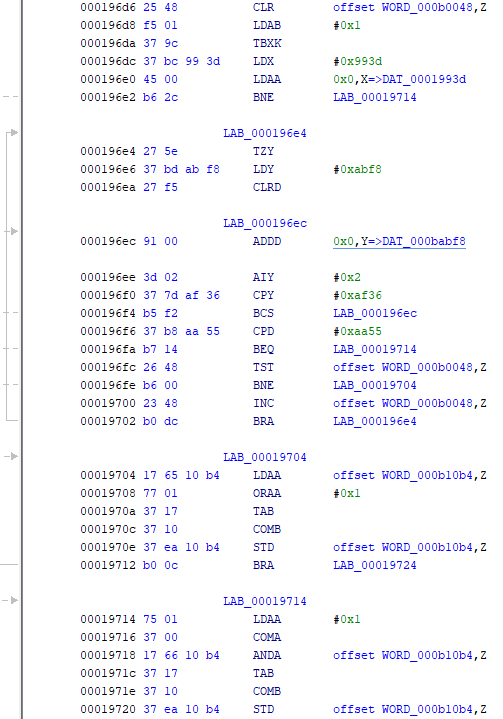 000196d6 25 48 CLR offset WORD_000b0048,Z
000196d8 f5 01 LDAB #0x1
000196da 37 9c TBXK
000196dc 37 bc 99 3d LDX #0x993d
000196e0 45 00 LDAA 0x0,X=>DAT_0001993d
000196e2 b6 2c BNE LAB_00019714
LAB_000196e4
000196e4 27 5e TZY
000196e6 37 bd ab f8 LDY #0xabf8
000196ea 27 f5 CLRD
LAB_000196ec
000196ec 91 00 ADDD 0x0,Y=>DAT_000babf8
000196ee 3d 02 AIY #0x2
000196f0 37 7d af 36 CPY #0xaf36
000196f4 b5 f2 BCS LAB_000196ec
000196f6 37 b8 aa 55 CPD #0xaa55
000196fa b7 14 BEQ LAB_00019714
000196fc 26 48 TST offset WORD_000b0048,Z
000196fe b6 00 BNE LAB_00019704
00019700 23 48 INC offset WORD_000b0048,Z
00019702 b0 dc BRA LAB_000196e4
LAB_00019704
00019704 17 65 10 b4 LDAA offset WORD_000b10b4,Z
00019708 77 01 ORAA #0x1
0001970a 37 17 TAB
0001970c 37 10 COMB
0001970e 37 ea 10 b4 STD offset WORD_000b10b4,Z
00019712 b0 0c BRA LAB_00019724
LAB_00019714
00019714 75 01 LDAA #0x1
00019716 37 00 COMA
00019718 17 66 10 b4 ANDA offset WORD_000b10b4,Z
0001971c 37 17 TAB
0001971e 37 10 COMB
00019720 37 ea 10 b4 STD offset WORD_000b10b4,Z